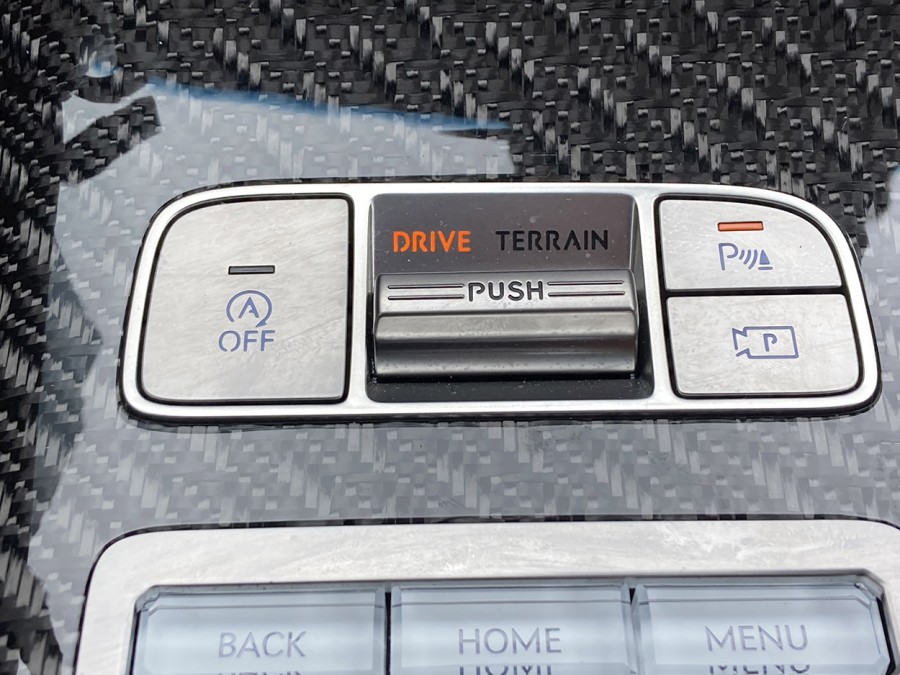 A
OFF
DRIVE TERRAIN
PUSH
P
P
BACK
HOME
MENU